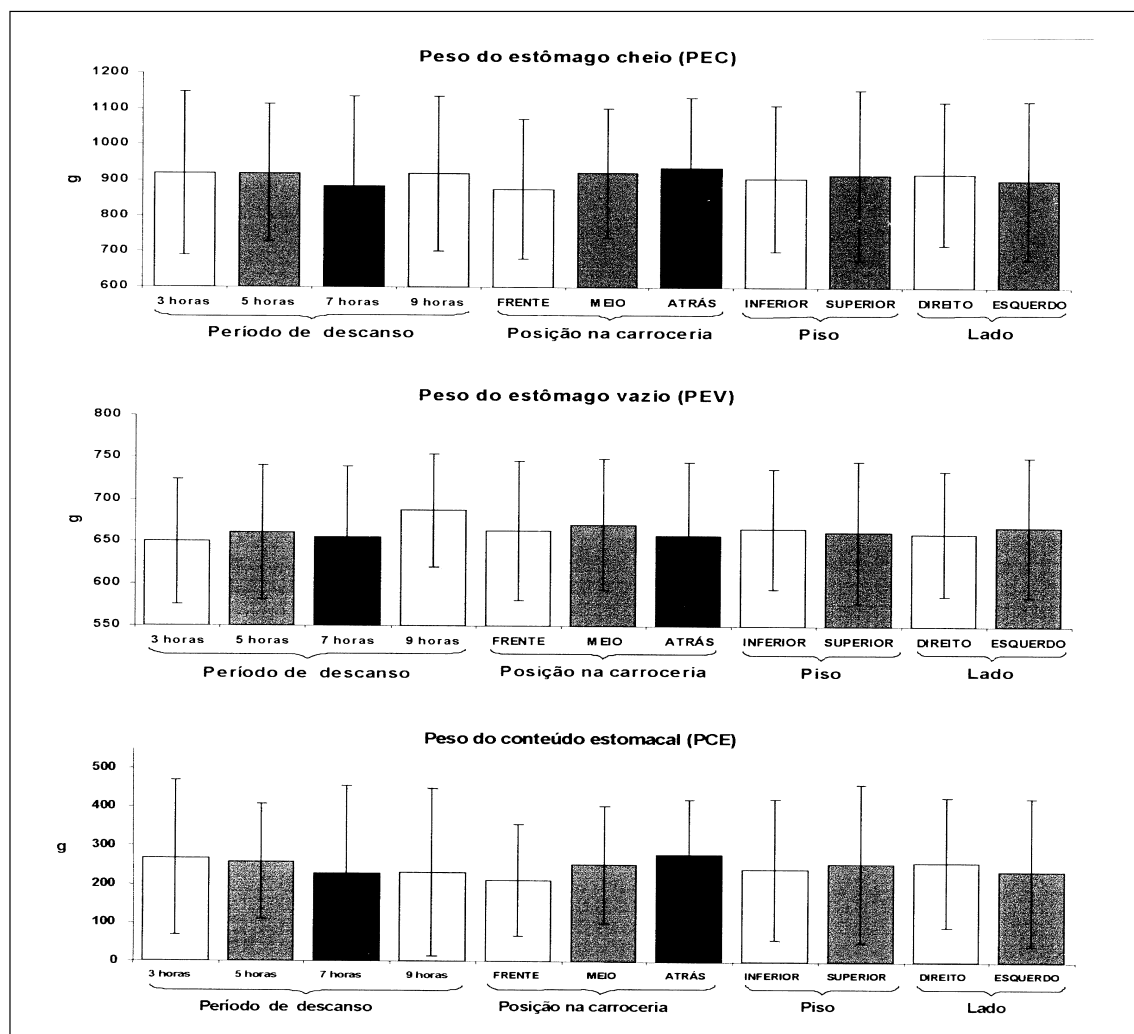 Peso do estômago cheio (PEC)
1200
1100
1000
900
800
700
600
g
3 horas 5 horas 7 horas 9 horas FRENTE MEIO ATRÁS INFERIOR SUPERIOR DIREITO ESQUERDO
Período de descanso Posição na carroceria Piso Lado
Peso do estômago vazio (PEV)
800
750
700
650
600
550
g
3 horas 5 horas 7 horas 9 horas FRENTE MEIO ATRÁS INFERIOR SUPERIOR DIREITO ESQUERDO
Período de descanso Posição na carroceria Piso Lado
Peso do conteúdo estomacal (PCE)
500
400
300
200
100
0
g
3 horas 5 horas 7 horas 9 horas FRENTE MEIO ATRÁS INFERIOR SUPERIOR DIREITO ESQUERDO
Período de descanso Posição na carroceria Piso Lado